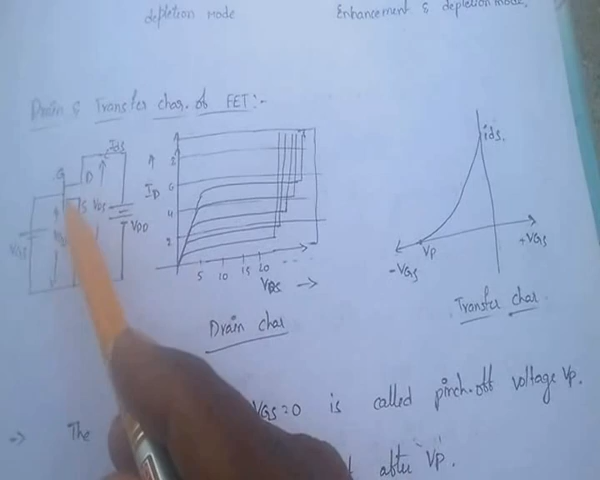 depletion mode
Enhancement & depletion mode.
Drain & Transfer char. of FET:-
Ids
G
D
S
VDS
VGS
VDD
ID
8
6
4
2
5 10 15 20
VDS →
Drain char
ids.
-VGS
VP
+VGS
Transfer char.
VGS=0 is called pinch-off voltage Vp.
→ The
after Vp.